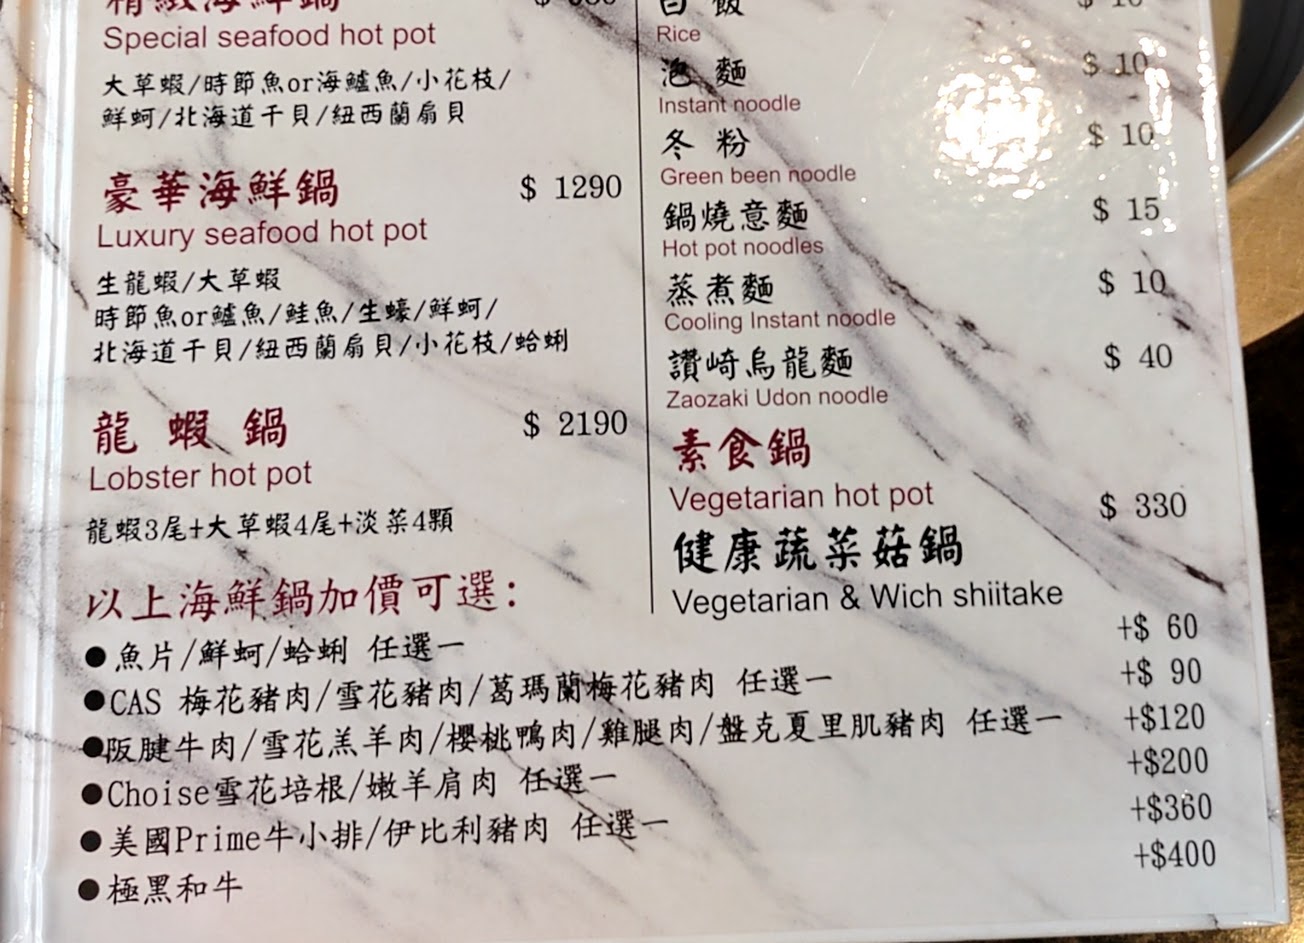 精緻海鮮鍋
Special seafood hot pot
大草蝦/時節魚or海鱸魚/小花枝/
鮮蚵/北海道干貝/紐西蘭扇貝
豪華海鮮鍋 $ 1290
Luxury seafood hot pot
生龍蝦/大草蝦
時節魚or鱸魚/鮭魚/生蠔/鮮蚵/
北海道干貝/紐西蘭扇貝/小花枝/蛤蜊
龍蝦鍋 $ 2190
Lobster hot pot
龍蝦3尾+大草蝦4尾+淡菜4顆
白飯 $ 10
Rice
泡麵 $ 10
Instant noodle
冬粉 $ 10
Green been noodle
鍋燒意麵 $ 15
Hot pot noodles
蒸煮麵 $ 10
Cooling Instant noodle
讚崎烏龍麵 $ 40
Zaozaki Udon noodle
素食鍋
Vegetarian hot pot $ 330
健康蔬菜菇鍋
Vegetarian & Wich shiitake
以上海鮮鍋加價可選:
●魚片/鮮蚵/蛤蜊 任選一 +$ 60
●CAS 梅花豬肉/雪花豬肉/葛瑪蘭梅花豬肉 任選一 +$ 90
●阪腱牛肉/雪花羔羊肉/櫻桃鴨肉/雞腿肉/盤克夏里肌豬肉 任選一 +$120
●Choise雪花培根/嫩羊肩肉 任選一 +$200
●美國Prime牛小排/伊比利豬肉 任選一 +$360
●極黑和牛 +$400